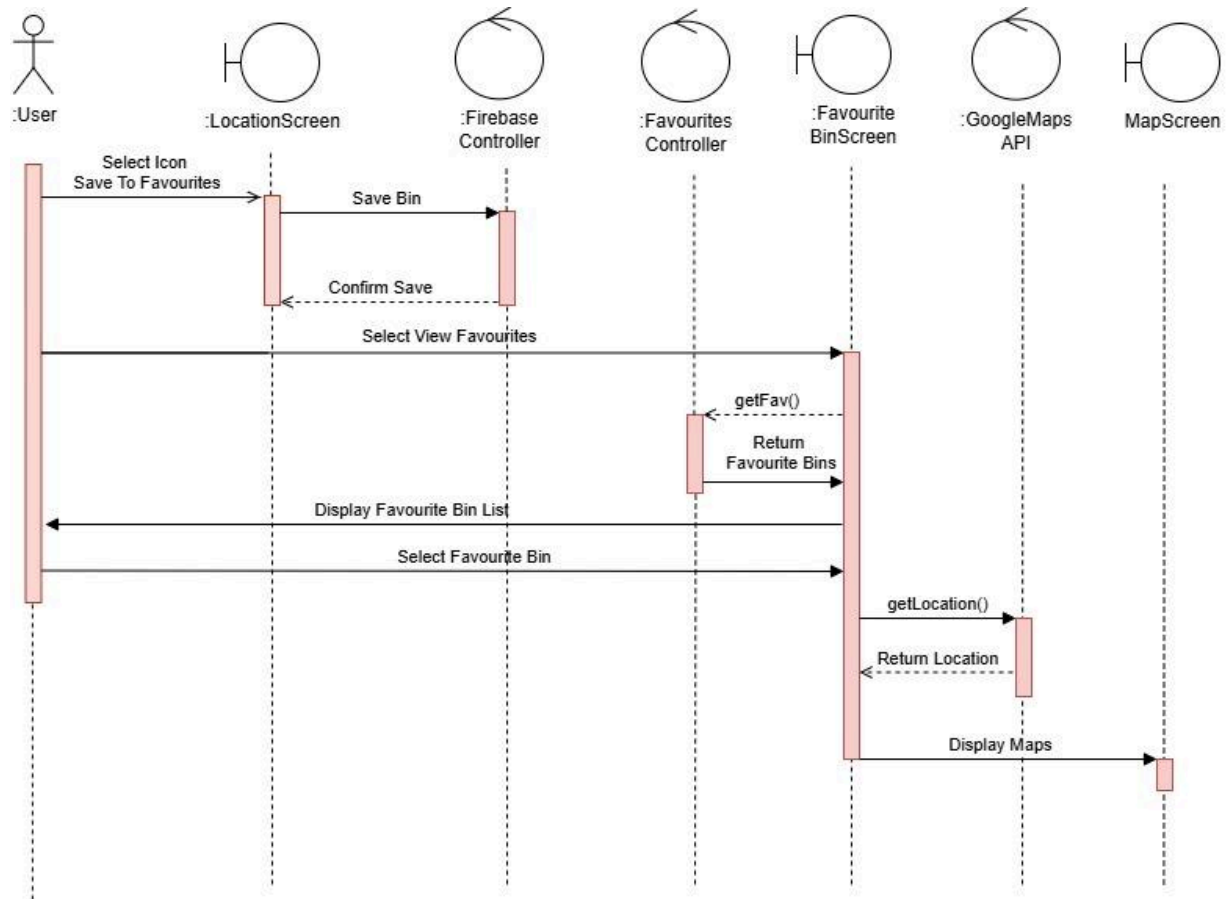 :User
:LocationScreen
:Firebase
Controller
:Favourites
Controller
:Favourite
BinScreen
:GoogleMaps
API
MapScreen
Select Icon
Save To Favourites
Save Bin
Confirm Save
Select View Favourites
getFav()
Return
Favourite Bins
Display Favourite Bin List
Select Favourite Bin
getLocation()
Return Location
Display Maps